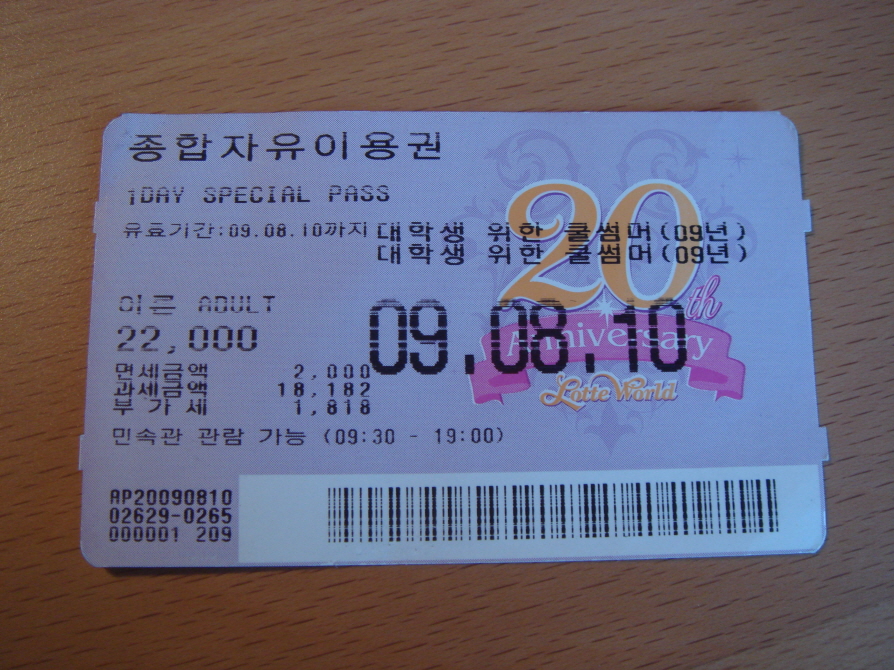 종합자유이용권
1DAY SPECIAL PASS
유효기간:09.08.10까지 대학생 위한 쿨썸머(09년)
대학생 위한 쿨썸머(09년)
20th
Anniversary
Lotte World
어른 ADULT
09.08.10
22,000
면세금액 2,000
과세금액 18,182
부가세 1,818
민속관 관람 가능 (09:30 - 19:00)
AP20090810
02629-0265
000001 209